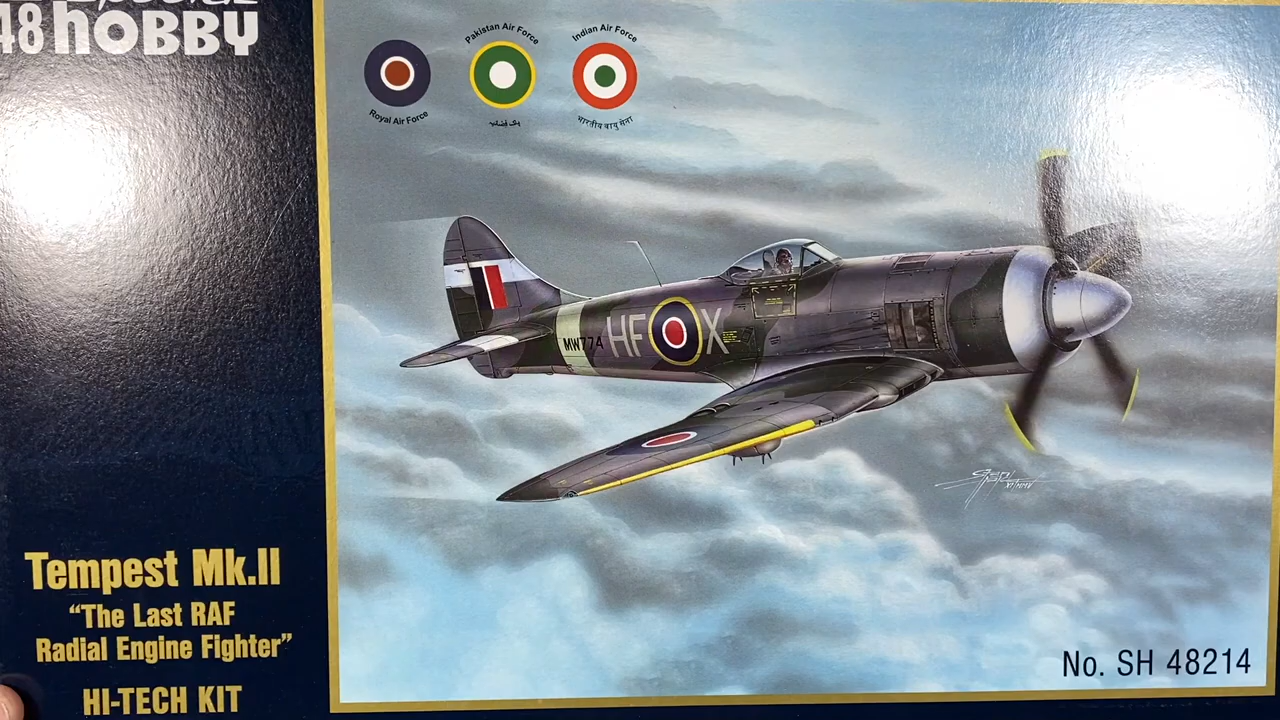 48 hOBBY
Pakistan Air Force
Indian Air Force
Royal Air Force
भारतीय वायु सेना
HF X
MW774
Tempest Mk.II
“The Last RAF
Radial Engine Fighter”
HI-TECH KIT
No. SH 48214